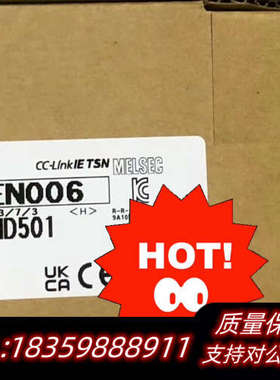 CC-Link IE TSN MELSEC
EN006
3/7/3 <H>
ID501
UK CA CE
HOT!
质量保
:18359888911 支持对公